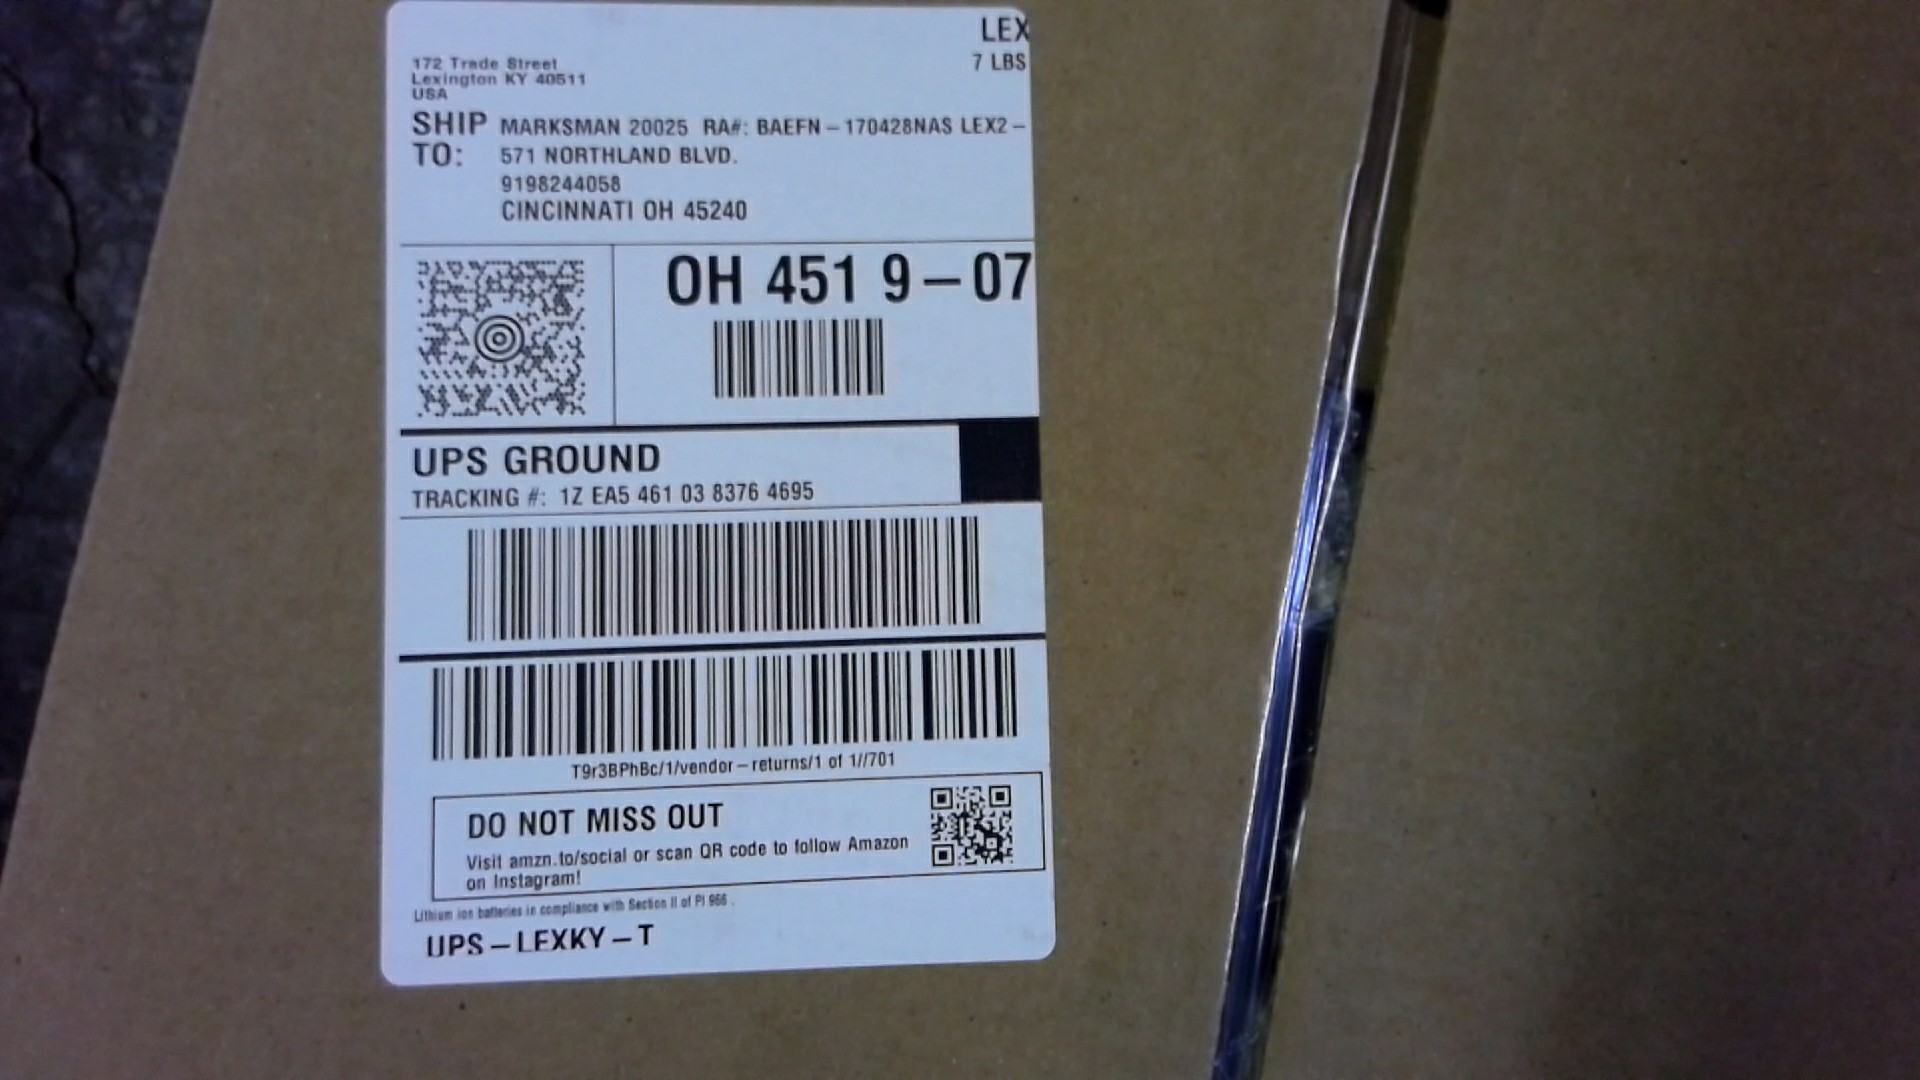 LEX
172 Trade Street
7 LBS
Lexington KY 40511
USA
SHIP TO: MARKSMAN 20025 RA#: BAEFN-170428NAS LEX2-
571 NORTHLAND BLVD.
9198244058
CINCINNATI OH 45240
OH 451 9-07
UPS GROUND
TRACKING #: 1Z EA5 461 03 8376 4695
T9r3BPhBc/1/vendor-returns/1 of 1//701
DO NOT MISS OUT
Visit amzn.to/social or scan QR code to follow Amazon
on Instagram!
Lithium ion batteries in compliance with Section II of PI 966 .
UPS-LEXKY-T